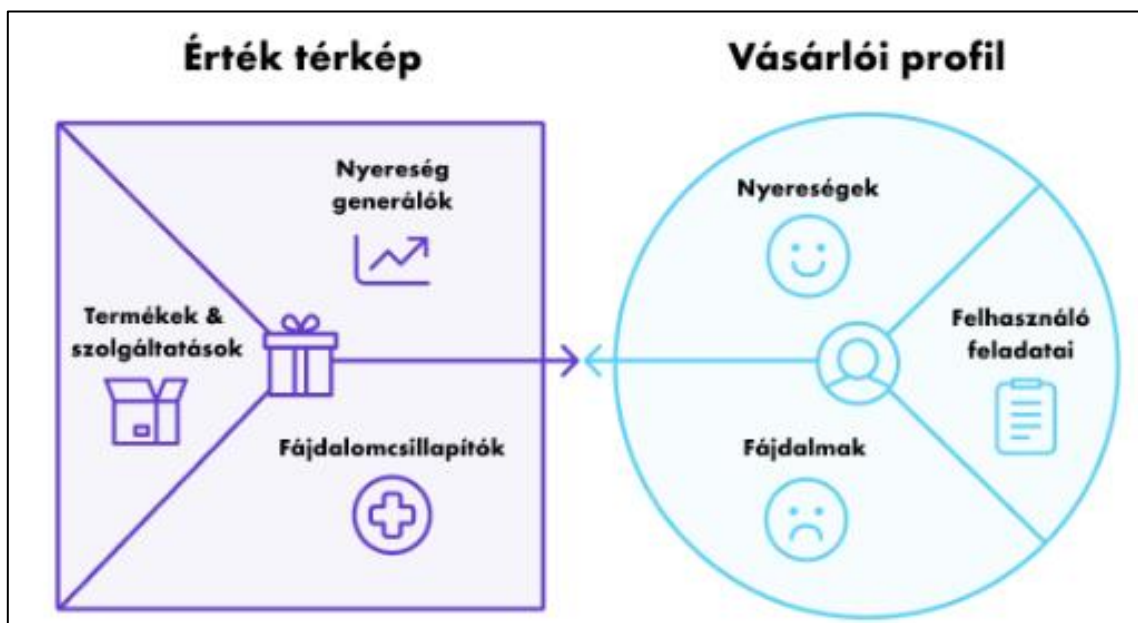 Érték térkép
Nyereség
generálók
Termékek &
szolgáltatások
Fájdalomcsillapítók
Vásárlói profil
Nyereségek
Felhasználó
feladatai
Fájdalmak